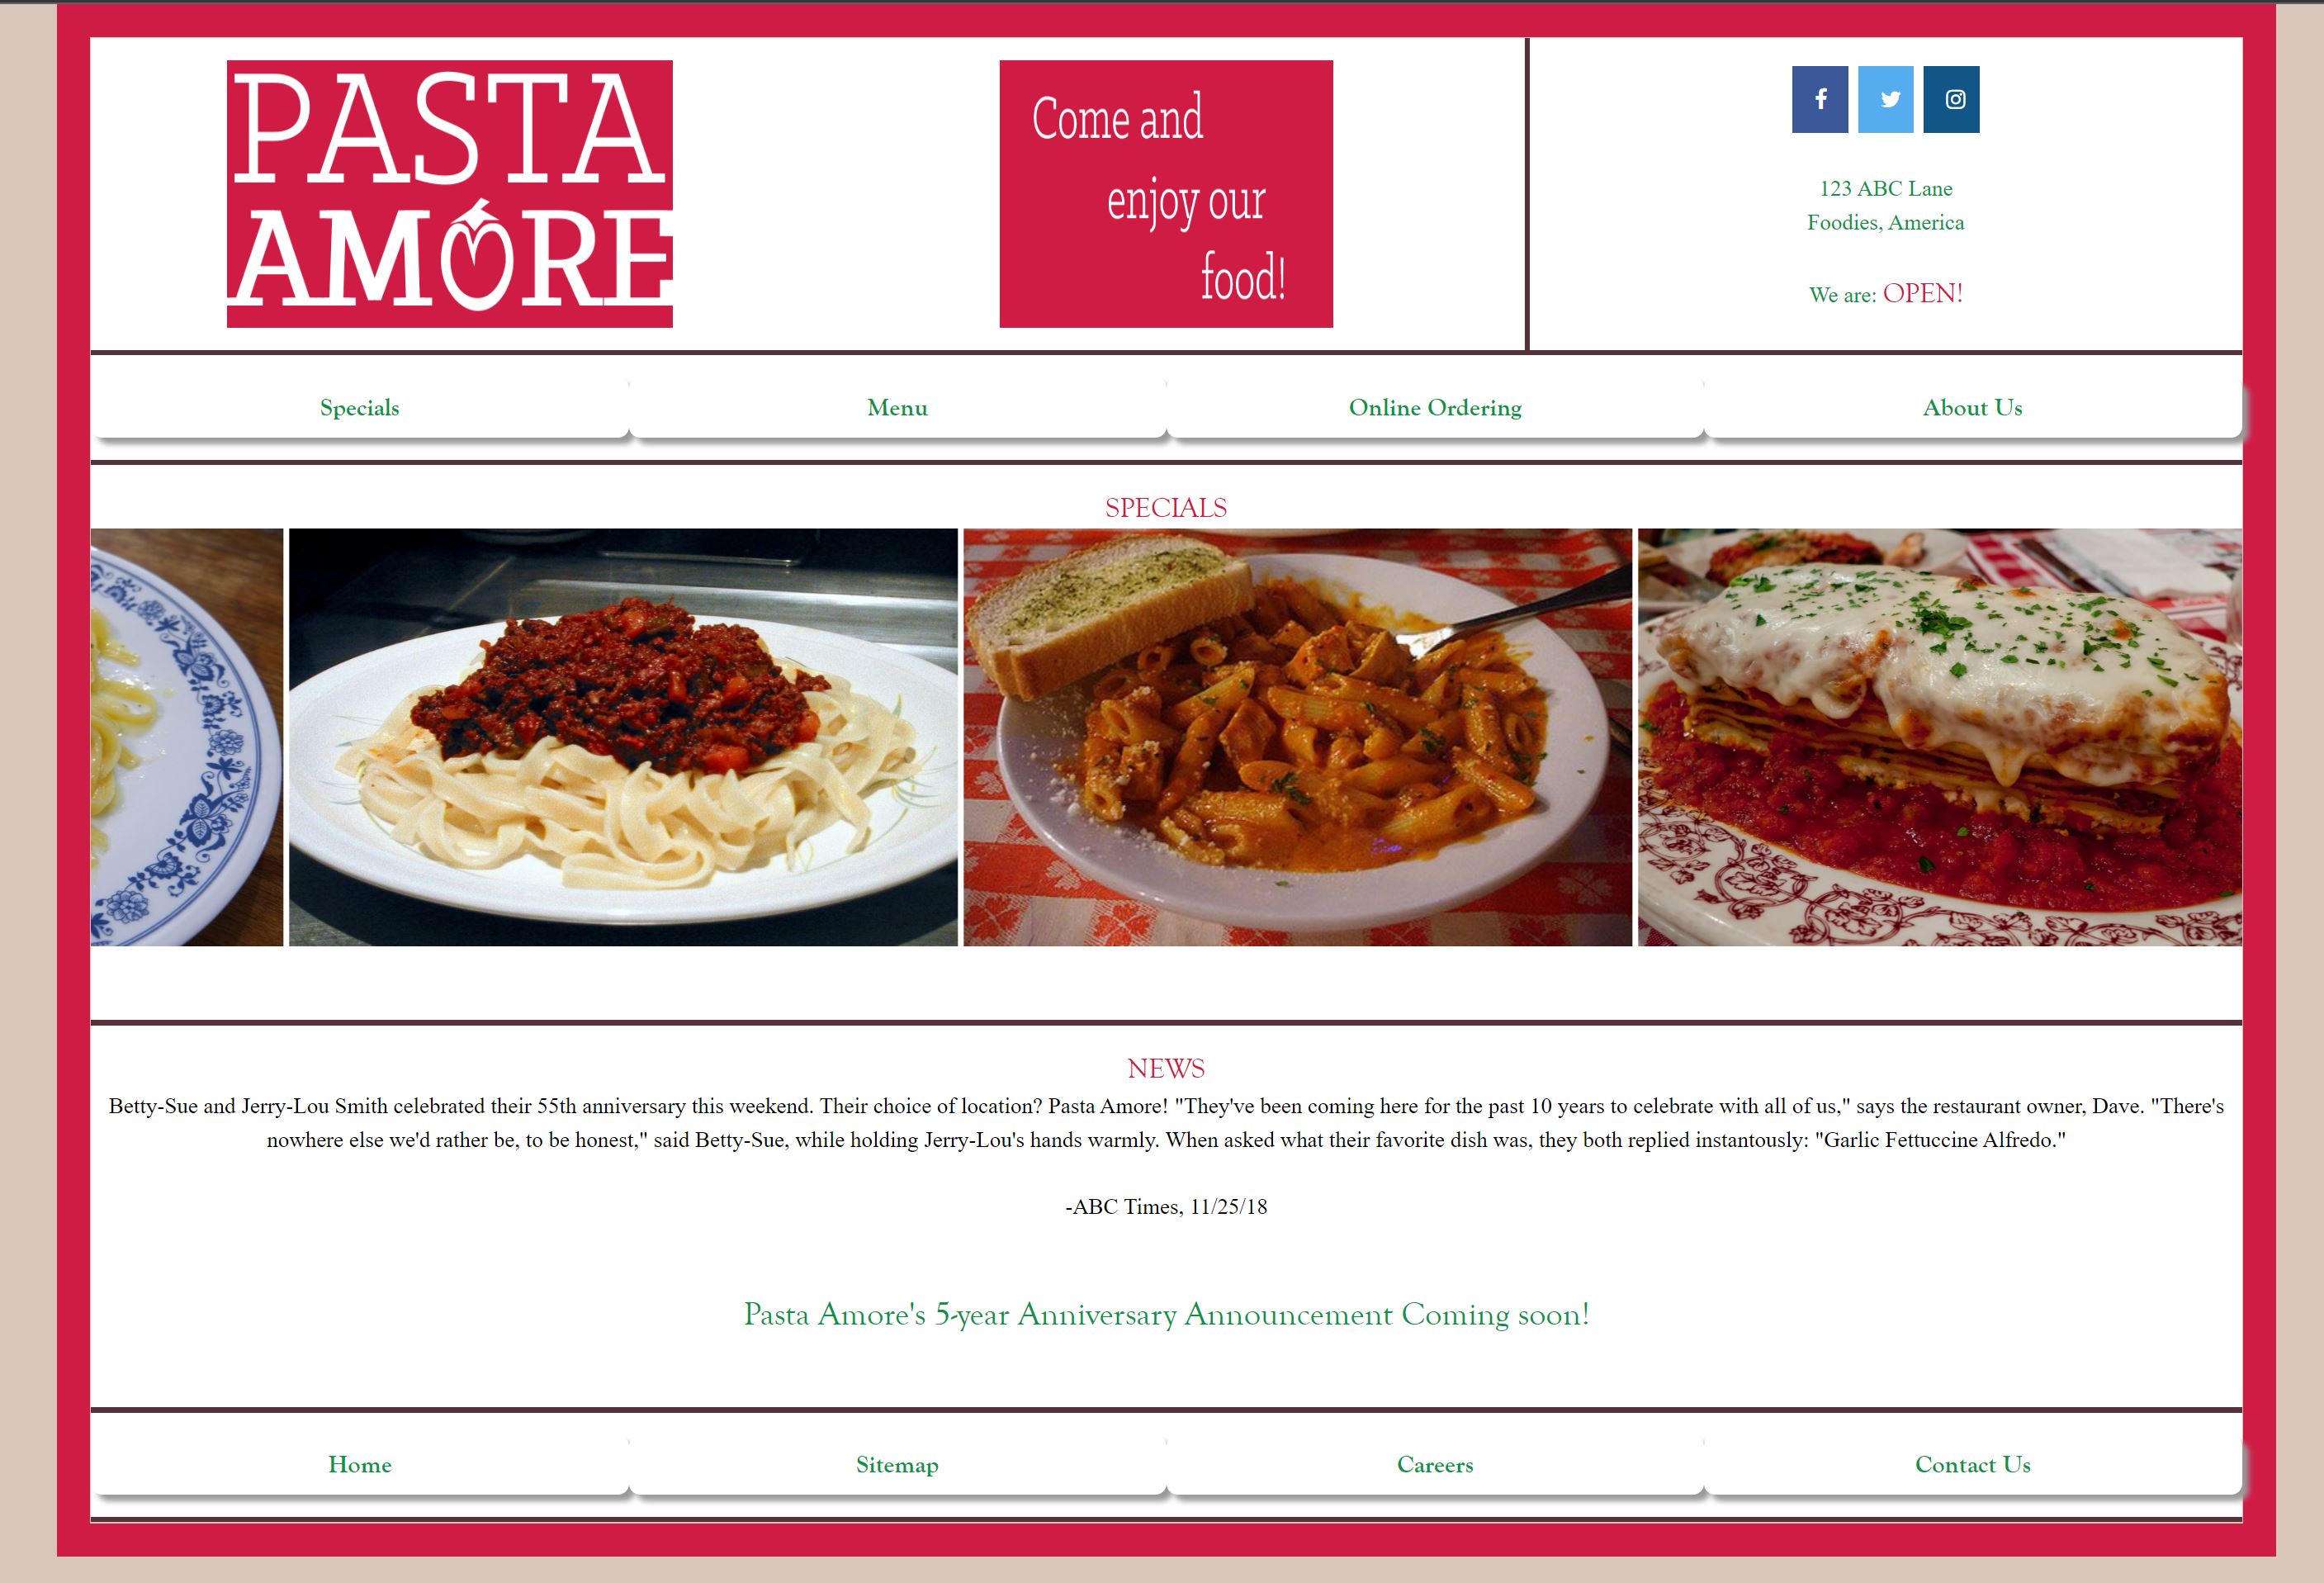 PASTA
AMORE
Come and
enjoy our
food!
123 ABC Lane
Foodies, America
We are: OPEN!
Specials
Menu
Online Ordering
About Us
SPECIALS
NEWS
Betty-Sue and Jerry-Lou Smith celebrated their 55th anniversary this weekend. Their choice of location? Pasta Amore! "They've been coming here for the past 10 years to celebrate with all of us," says the restaurant owner, Dave. "There's
nowhere else we'd rather be, to be honest," said Betty-Sue, while holding Jerry-Lou's hands warmly. When asked what their favorite dish was, they both replied instantously: "Garlic Fettuccine Alfredo."
-ABC Times, 11/25/18
Pasta Amore's 5-year Anniversary Announcement Coming soon!
Home
Sitemap
Careers
Contact Us